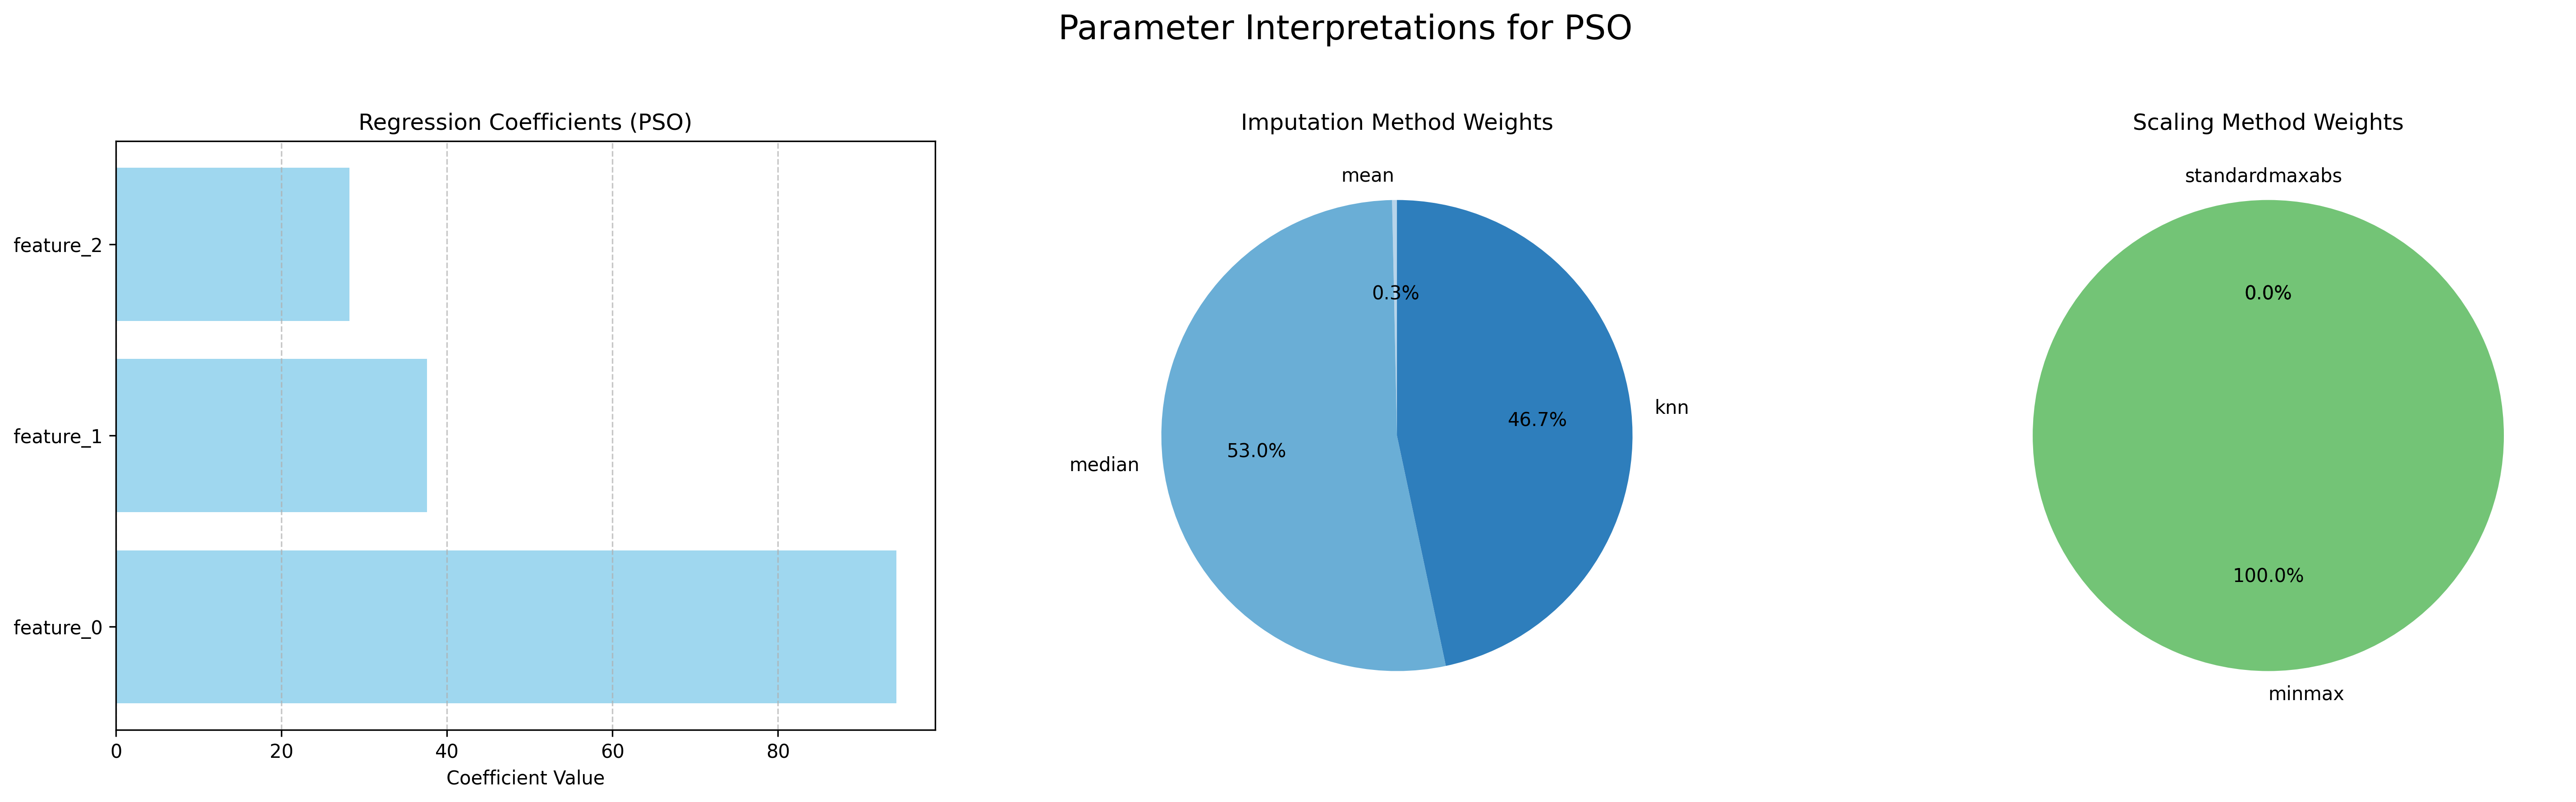 Parameter Interpretations for PSO
Regression Coefficients (PSO)
feature_2
feature_1
feature_0
0 20 40 60 80
Coefficient Value
Imputation Method Weights
mean
0.3%
46.7%
knn
53.0%
median
Scaling Method Weights
standardmaxabs
0.0%
100.0%
minmax